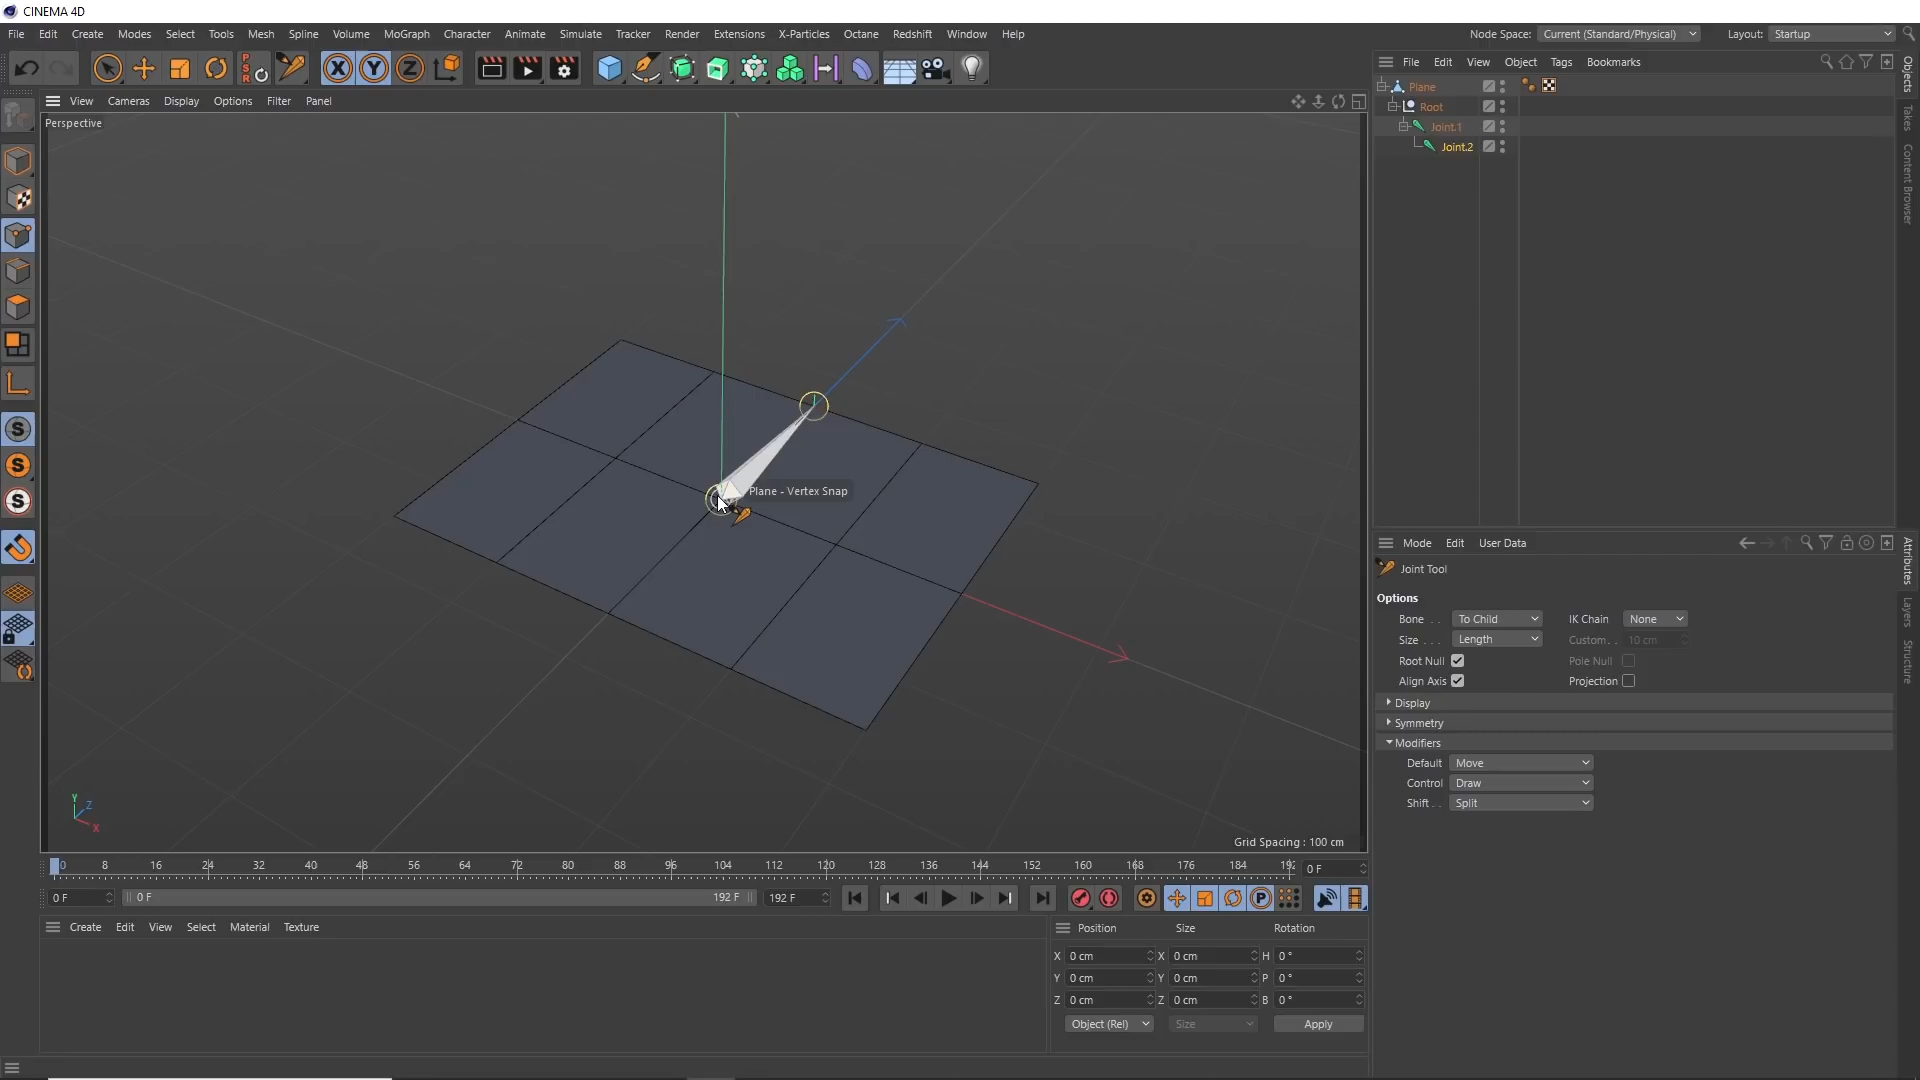 CINEMA 4D
File Edit Create Modes Select Tools Mesh Spline Volume MoGraph Character Animate Simulate Tracker Render Extensions X-Particles Octane Redshift Window Help
Node Space: Current (Standard/Physical) Layout: Startup
PSR
X Y Z
View Cameras Display Options Filter Panel
Perspective
File Edit View Object Tags Bookmarks
Plane
Root
Joint.1
Joint.2
Objects
Takes
Content Browser
Plane - Vertex Snap
S
S
S
Mode Edit User Data
Joint Tool
Options
Bone . . To Child IK Chain None
Size . . . Length Custom. . 10 cm
Root Null Pole Null
Align Axis Projection
Display
Symmetry
Modifiers
Default Move
Control Draw
Shift . . Split
Attributes
Layers
Structure
Y
Z
X
Grid Spacing : 100 cm
0 8 16 24 32 40 48 56 64 72 80 88 96 104 112 120 128 136 144 152 160 168 176 184 0 F
0 F 0 F 192 F 192 F P
Create Edit View Select Material Texture
Position Size Rotation
X 0 cm X 0 cm H 0 °
Y 0 cm Y 0 cm P 0 °
Z 0 cm Z 0 cm B 0 °
Object (Rel) Size Apply